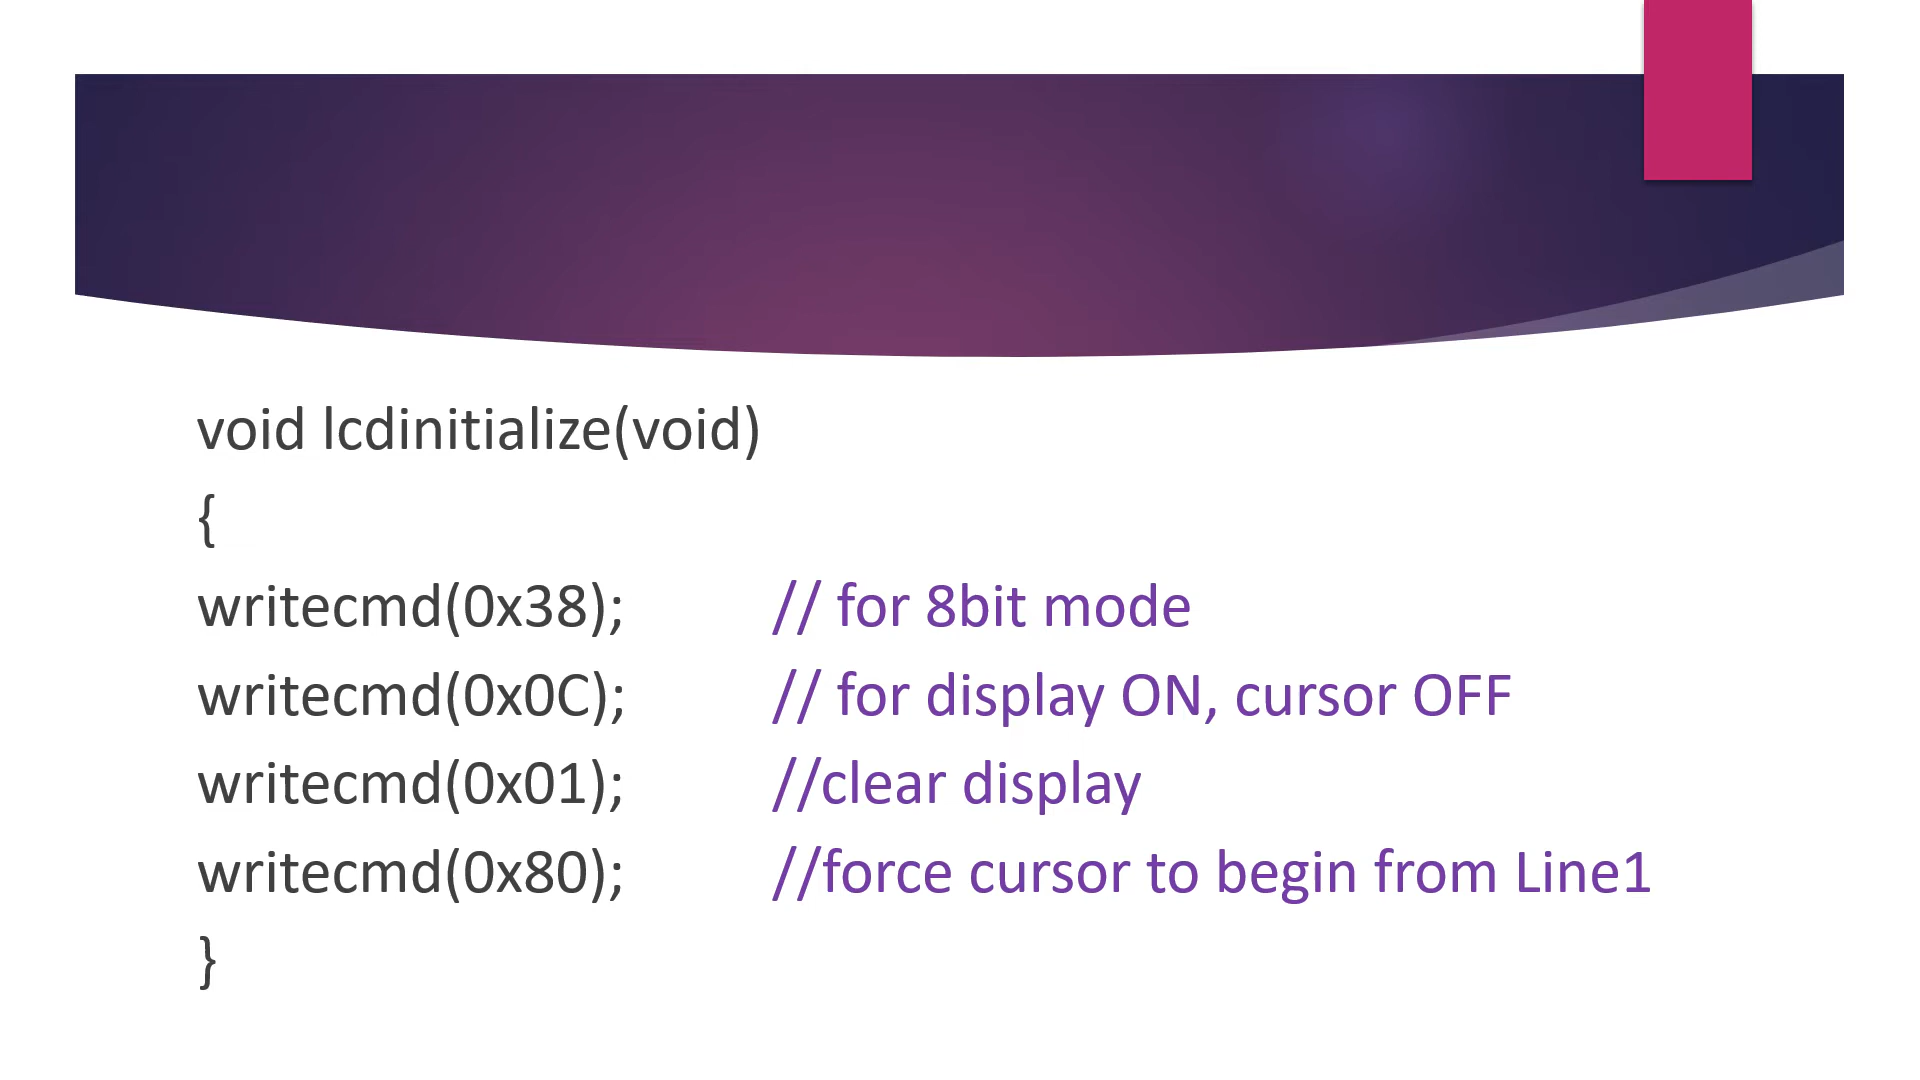 void lcdinitialize(void)
{
writecmd(0x38); // for 8bit mode
writecmd(0x0C); // for display ON, cursor OFF
writecmd(0x01); //clear display
writecmd(0x80); //force cursor to begin from Line1
}